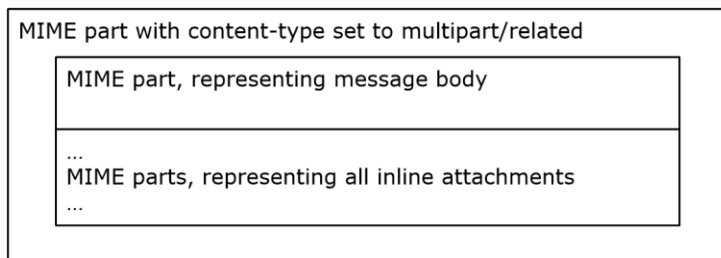 MIME part with content-type set to multipart/related
MIME part, representing message body
...
MIME parts, representing all inline attachments
...